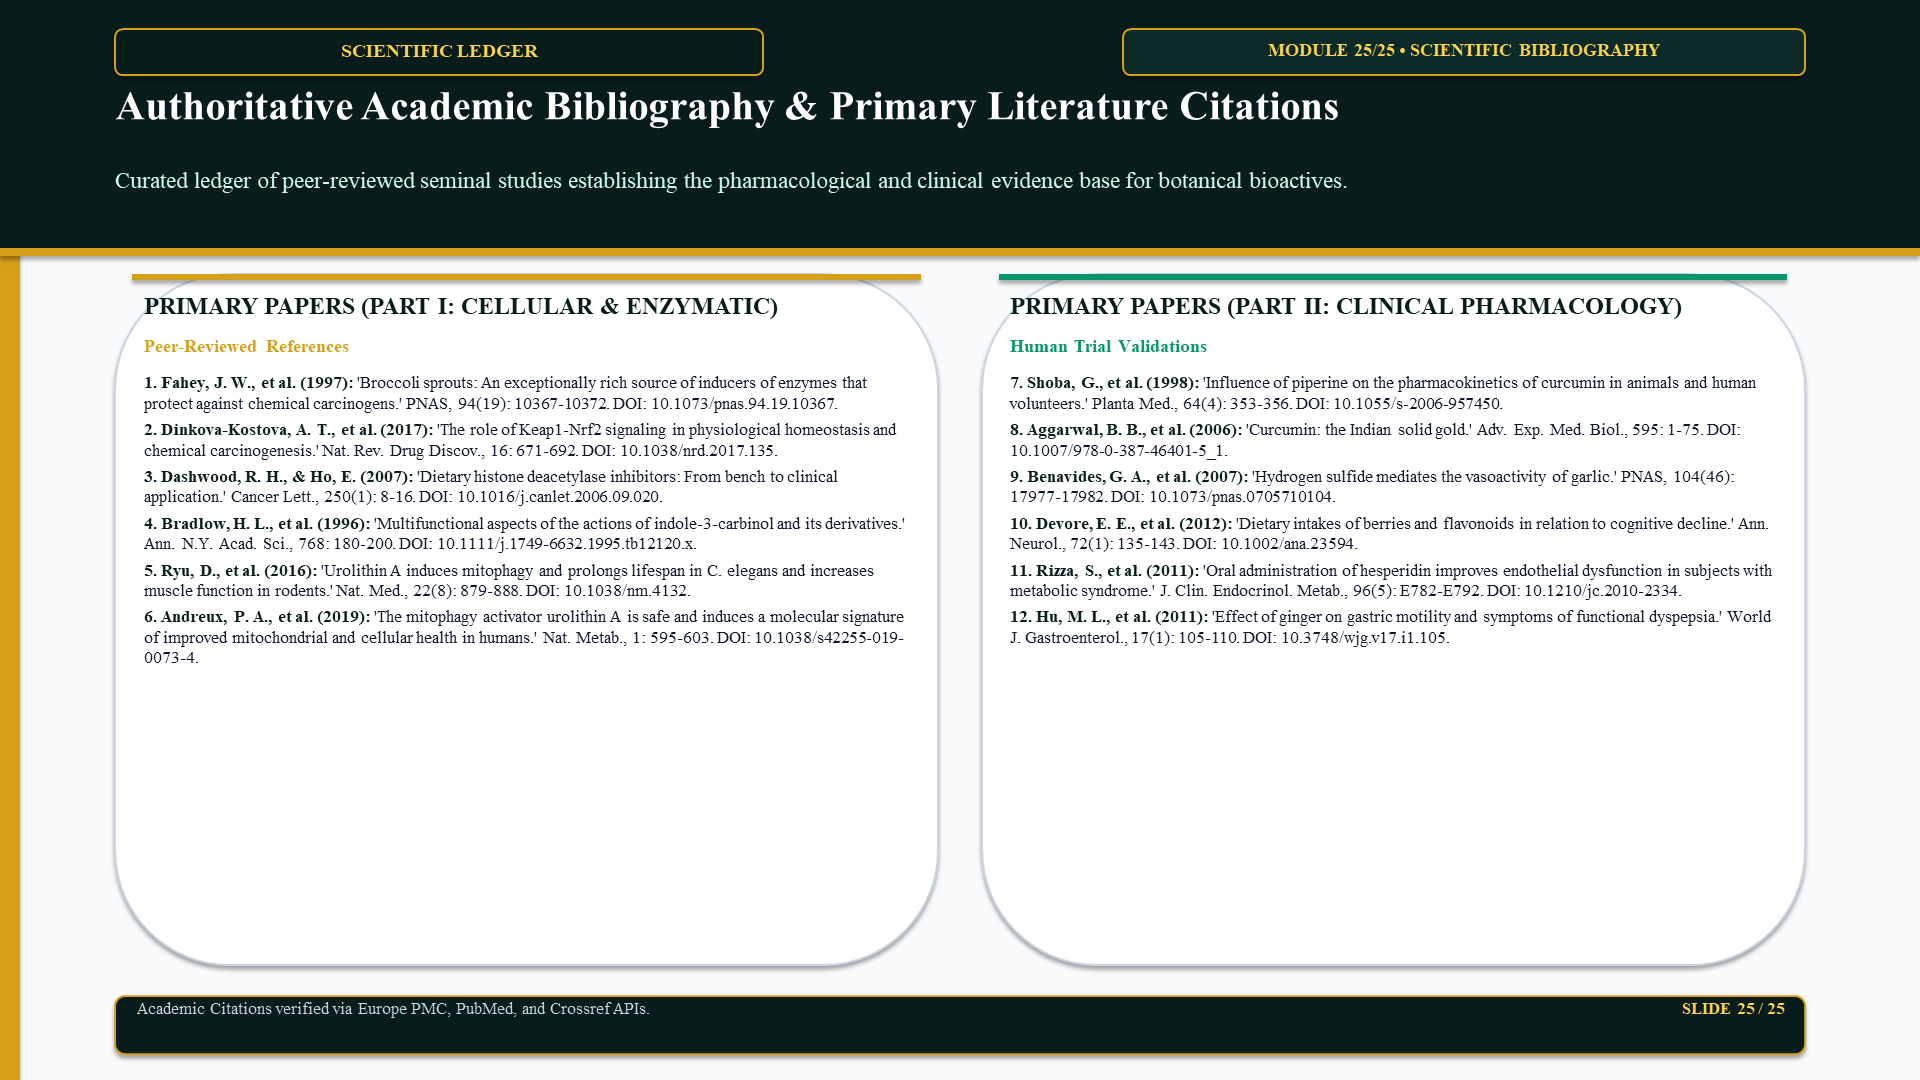 SCIENTIFIC LEDGER
MODULE 25/25 • SCIENTIFIC BIBLIOGRAPHY
Authoritative Academic Bibliography & Primary Literature Citations
Curated ledger of peer-reviewed seminal studies establishing the pharmacological and clinical evidence base for botanical bioactives.
PRIMARY PAPERS (PART I: CELLULAR & ENZYMATIC)
Peer-Reviewed References
1. Fahey, J. W., et al. (1997): 'Broccoli sprouts: An exceptionally rich source of inducers of enzymes that
protect against chemical carcinogens.' PNAS, 94(19): 10367-10372. DOI: 10.1073/pnas.94.19.10367.
2. Dinkova-Kostova, A. T., et al. (2017): 'The role of Keap1-Nrf2 signaling in physiological homeostasis and
chemical carcinogenesis.' Nat. Rev. Drug Discov., 16: 671-692. DOI: 10.1038/nrd.2017.135.
3. Dashwood, R. H., & Ho, E. (2007): 'Dietary histone deacetylase inhibitors: From bench to clinical
application.' Cancer Lett., 250(1): 8-16. DOI: 10.1016/j.canlet.2006.09.020.
4. Bradlow, H. L., et al. (1996): 'Multifunctional aspects of the actions of indole-3-carbinol and its derivatives.'
Ann. N.Y. Acad. Sci., 768: 180-200. DOI: 10.1111/j.1749-6632.1995.tb12120.x.
5. Ryu, D., et al. (2016): 'Urolithin A induces mitophagy and prolongs lifespan in C. elegans and increases
muscle function in rodents.' Nat. Med., 22(8): 879-888. DOI: 10.1038/nm.4132.
6. Andreux, P. A., et al. (2019): 'The mitophagy activator urolithin A is safe and induces a molecular signature
of improved mitochondrial and cellular health in humans.' Nat. Metab., 1: 595-603. DOI: 10.1038/s42255-019-
0073-4.
PRIMARY PAPERS (PART II: CLINICAL PHARMACOLOGY)
Human Trial Validations
7. Shoba, G., et al. (1998): 'Influence of piperine on the pharmacokinetics of curcumin in animals and human
volunteers.' Planta Med., 64(4): 353-356. DOI: 10.1055/s-2006-957450.
8. Aggarwal, B. B., et al. (2006): 'Curcumin: the Indian solid gold.' Adv. Exp. Med. Biol., 595: 1-75. DOI:
10.1007/978-0-387-46401-5_1.
9. Benavides, G. A., et al. (2007): 'Hydrogen sulfide mediates the vasoactivity of garlic.' PNAS, 104(46):
17977-17982. DOI: 10.1073/pnas.0705710104.
10. Devore, E. E., et al. (2012): 'Dietary intakes of berries and flavonoids in relation to cognitive decline.' Ann.
Neurol., 72(1): 135-143. DOI: 10.1002/ana.23594.
11. Rizza, S., et al. (2011): 'Oral administration of hesperidin improves endothelial dysfunction in subjects with
metabolic syndrome.' J. Clin. Endocrinol. Metab., 96(5): E782-E792. DOI: 10.1210/jc.2010-2334.
12. Hu, M. L., et al. (2011): 'Effect of ginger on gastric motility and symptoms of functional dyspepsia.' World
J. Gastroenterol., 17(1): 105-110. DOI: 10.3748/wjg.v17.i1.105.
Academic Citations verified via Europe PMC, PubMed, and Crossref APIs.
SLIDE 25 / 25